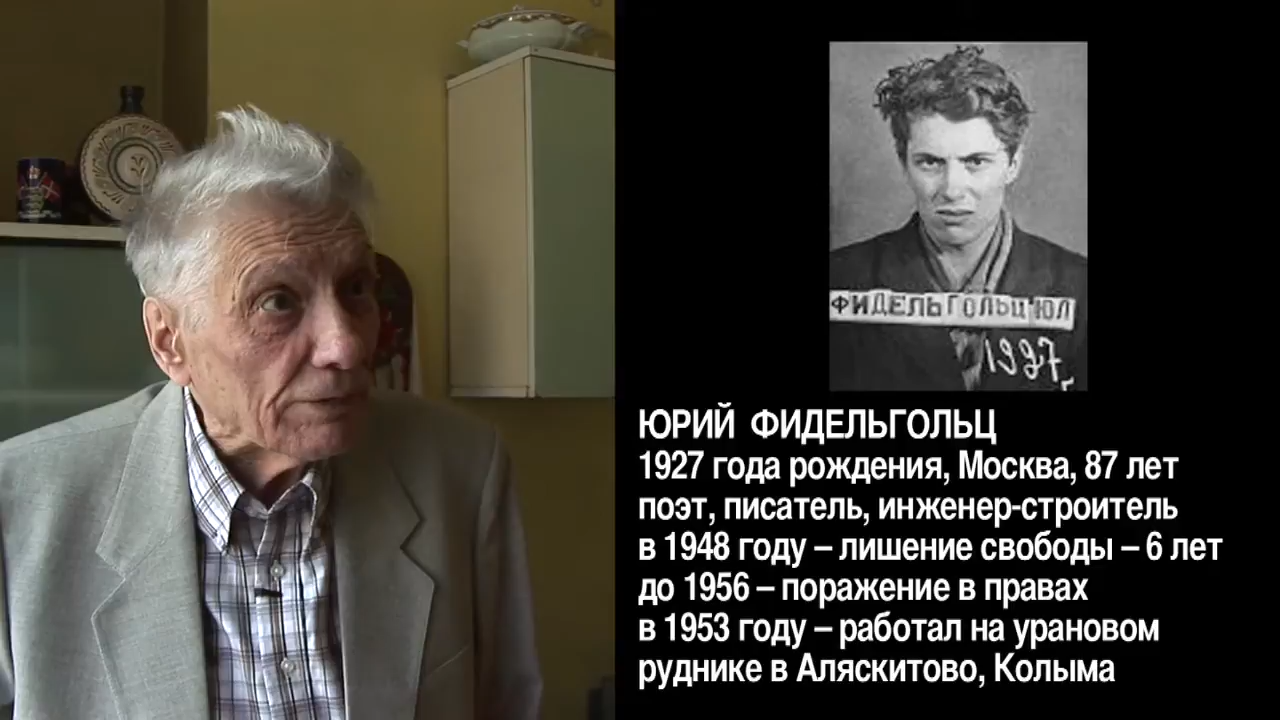 ФИДЕЛЬГОЛЬЦ ЮЛ
1927 г.
ЮРИЙ ФИДЕЛЬГОЛЬЦ
1927 года рождения, Москва, 87 лет
поэт, писатель, инженер-строитель
в 1948 году – лишение свободы – 6 лет
до 1956 – поражение в правах
в 1953 году – работал на урановом
руднике в Аляскитово, Колыма